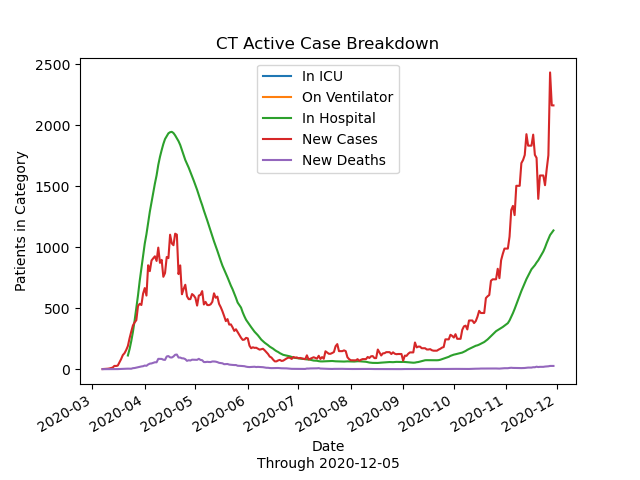 CT Active Case Breakdown
In ICU
On Ventilator
In Hospital
New Cases
New Deaths
Patients in Category
2500
2000
1500
1000
500
0
2020-03
2020-04
2020-05
2020-06
2020-07
2020-08
2020-09
2020-10
2020-11
2020-12
Date
Through 2020-12-05